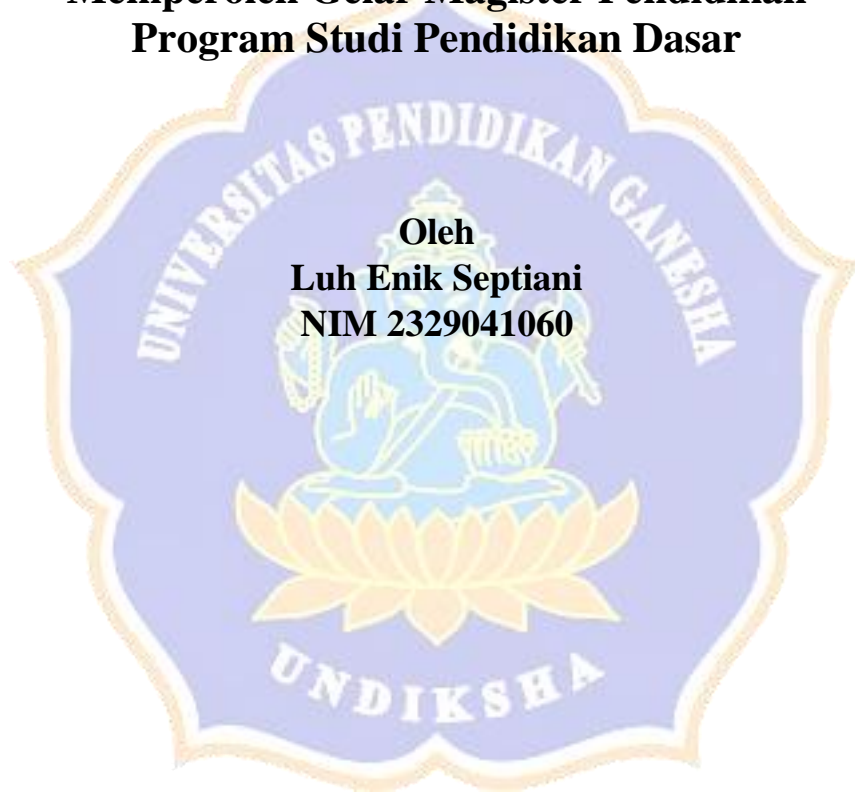 Memperoleh Gelar Magister Pendidikan
Program Studi Pendidikan Dasar
UNIVERSITAS PENDIDIKAN GANESHA
Oleh
Luh Enik Septiani
NIM 2329041060
UNDIKSHA